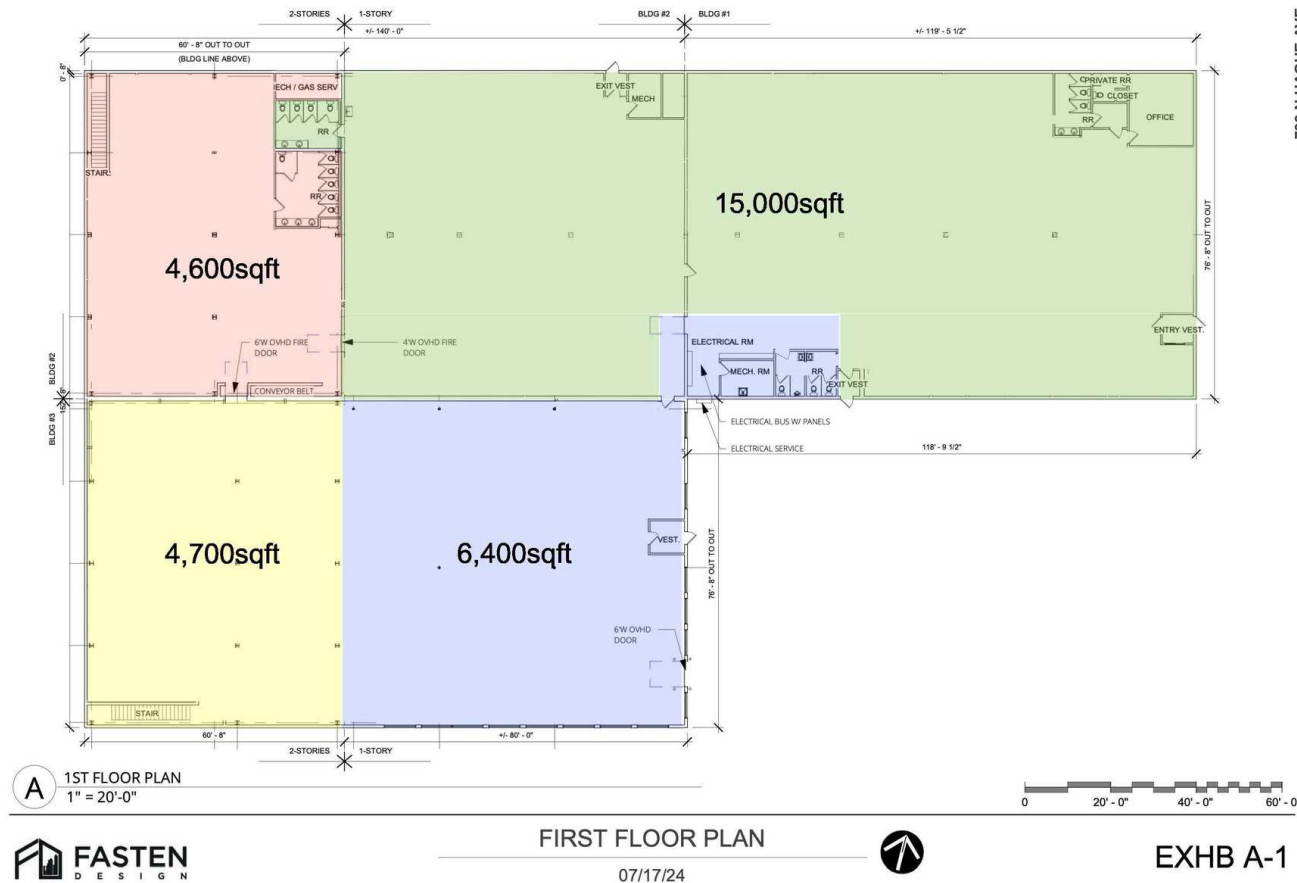 2-STORIES
1-STORY
BLDG #2
BLDG #1
+/- 140' - 0"
+/- 119' - 5 1/2"
60' - 8" OUT TO OUT
(BLDG LINE ABOVE)
0' - 8"
ECH / GAS SERV
EXIT VEST
MECH
PRIVATE RR
CLOSET
OFFICE
RR
RR
STAIR
RR
15,000sqft
76' - 8" OUT TO OUT
4,600sqft
6'W OVHD FIRE
DOOR
4'W OVHD FIRE
DOOR
ELECTRICAL RM
ENTRY VEST.
MECH. RM
RR
EXIT VEST
CONVEYOR BELT
BLDG #2
BLDG #3
ELECTRICAL BUS W/ PANELS
ELECTRICAL SERVICE
118' - 9 1/2"
4,700sqft
6,400sqft
VEST.
76' - 8" OUT TO OUT
6'W OVHD
DOOR
STAIR
60' - 8"
+/- 80' - 0"
2-STORIES
1-STORY
A
1ST FLOOR PLAN
1" = 20'-0"
0
20' - 0"
40' - 0"
60' - 0
FASTEN
DESIGN
FIRST FLOOR PLAN
07/17/24
EXHB A-1